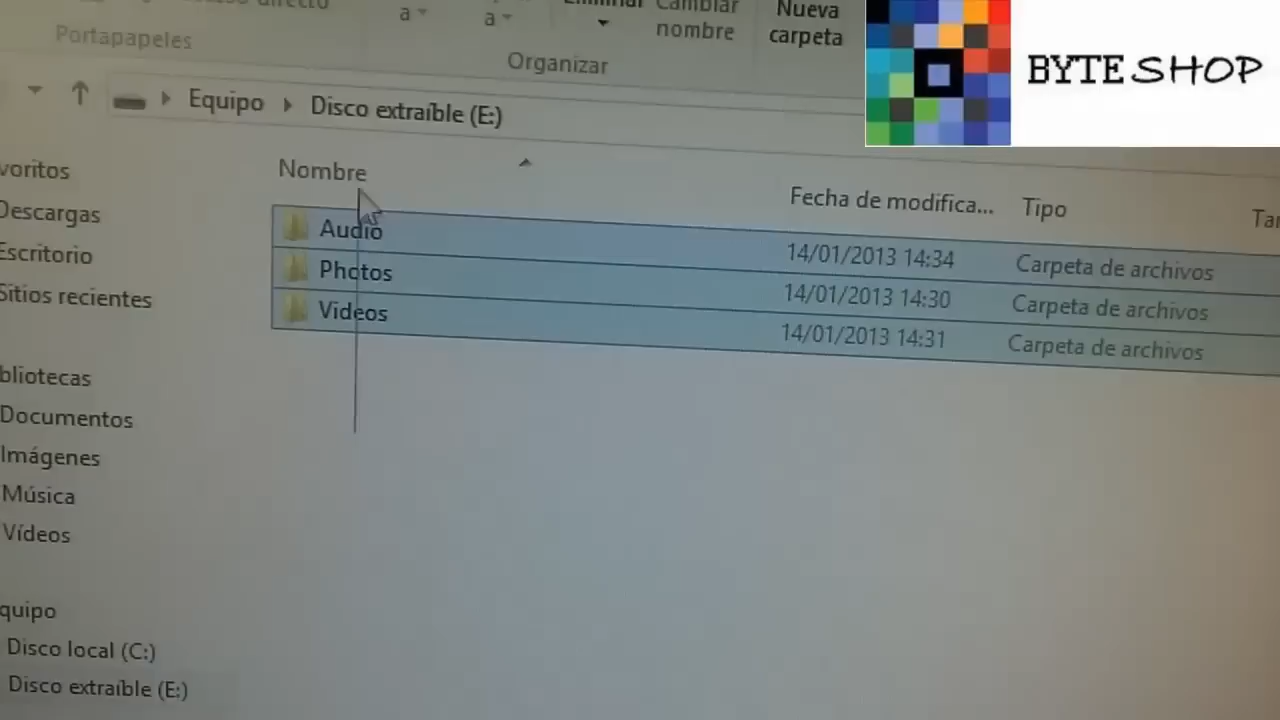 Eliminar
Cambiar
nombre
Nueva
carpeta
Portapapeles
Organizar
BYTE SHOP
Equipo
Disco extraíble (E:)
Nombre
Fecha de modifica...
Tipo
Audio
14/01/2013 14:34
Carpeta de archivos
Photos
14/01/2013 14:30
Carpeta de archivos
Videos
14/01/2013 14:31
Carpeta de archivos
voritos
Descargas
Escritorio
Sitios recientes
bliotecas
Documentos
Imágenes
Música
Vídeos
quipo
Disco local (C:)
Disco extraíble (E:)